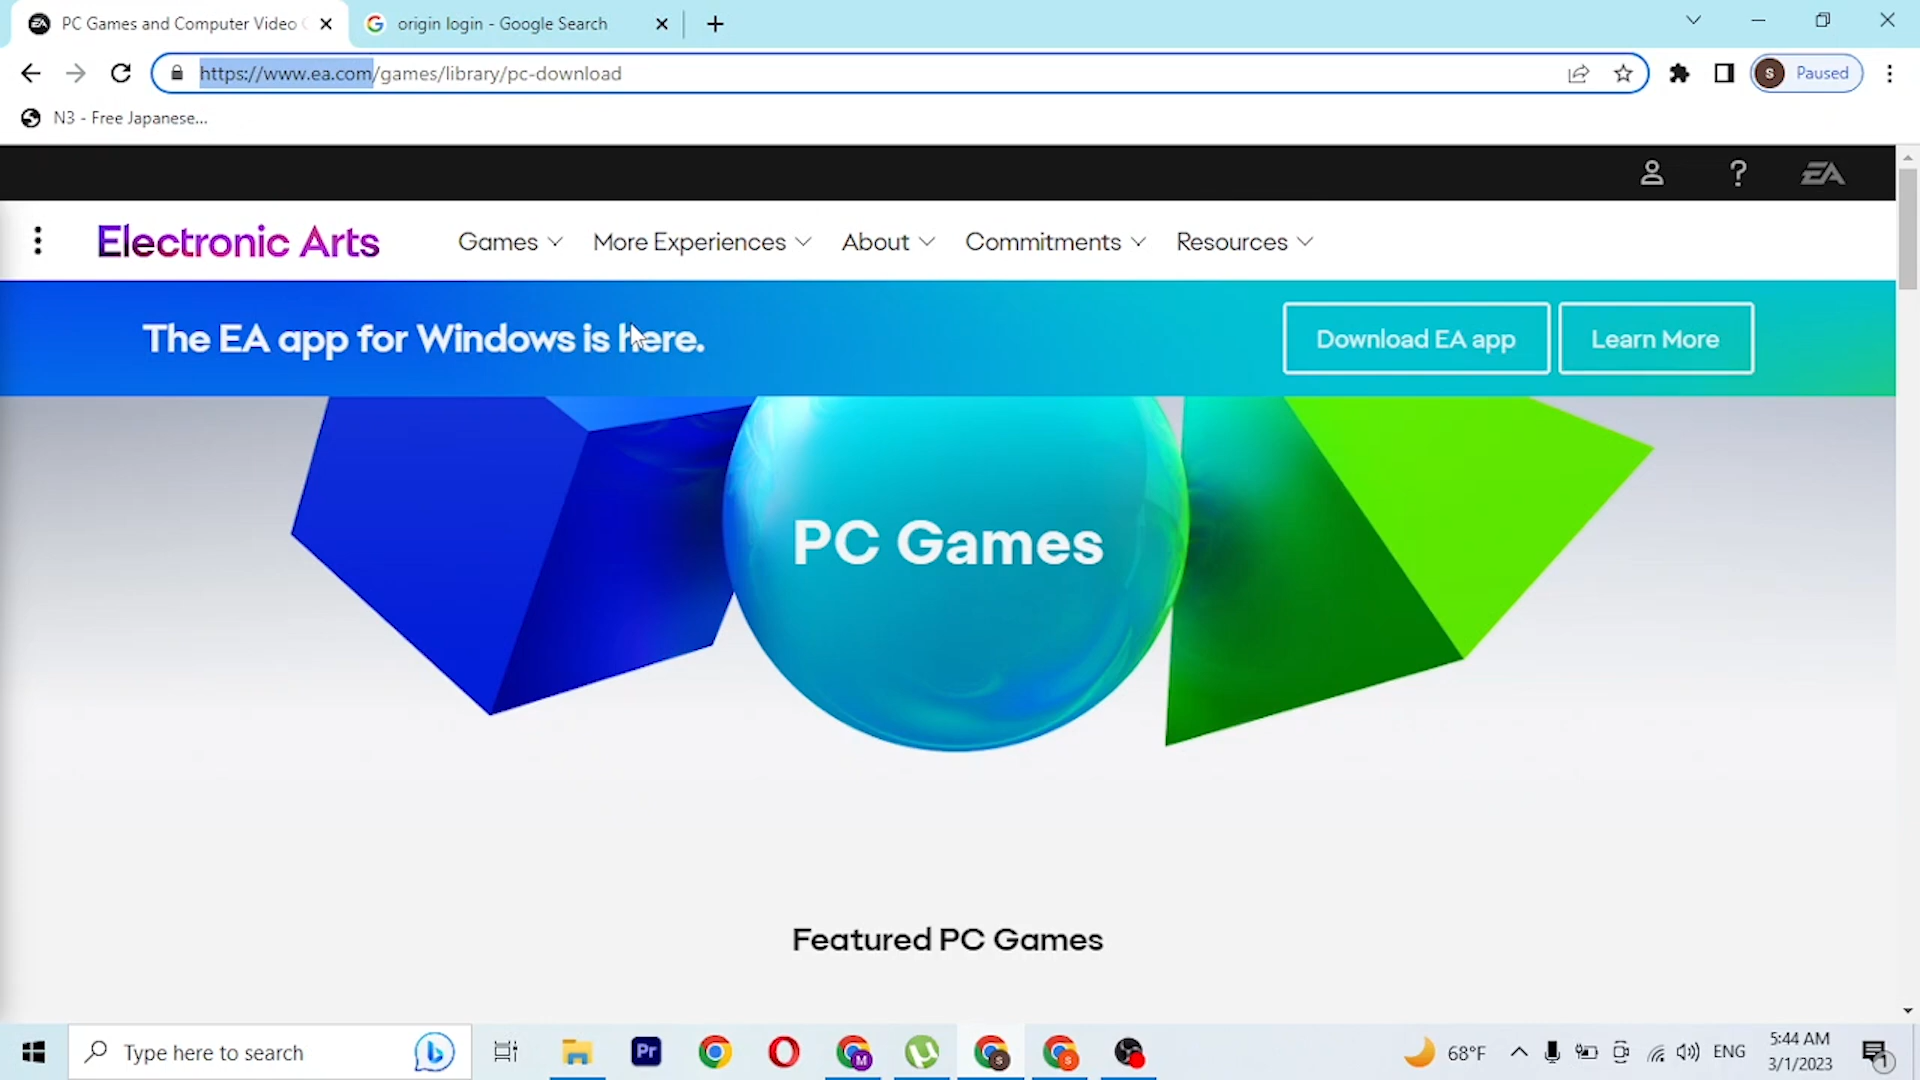 PC Games and Computer Video
origin login - Google Search
https://www.ea.com/games/library/pc-download
S
Paused
N3 - Free Japanese...
EA
Electronic Arts
Games
More Experiences
About
Commitments
Resources
The EA app for Windows is here.
Download EA app
Learn More
PC Games
Featured PC Games
Type here to search
Pr
M
S
S
68°F
ENG
5:44 AM
3/1/2023
1